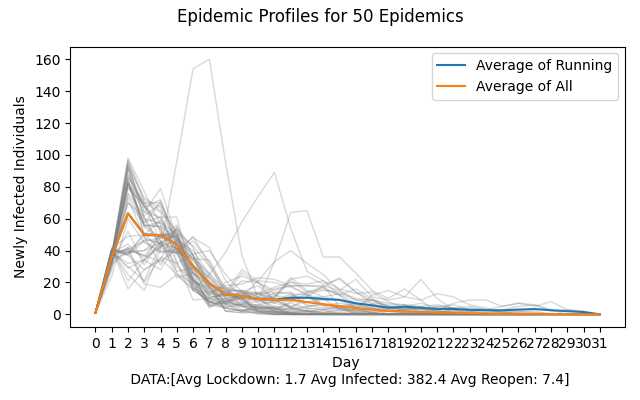 Epidemic Profiles for 50 Epidemics
Average of Running
Average of All
Newly Infected Individuals
160
140
120
100
80
60
40
20
0
0 1 2 3 4 5 6 7 8 9 10 11 12 13 14 15 16 17 18 19 20 21 22 23 24 25 26 27 28 29 30 31
Day
DATA:[Avg Lockdown: 1.7 Avg Infected: 382.4 Avg Reopen: 7.4]